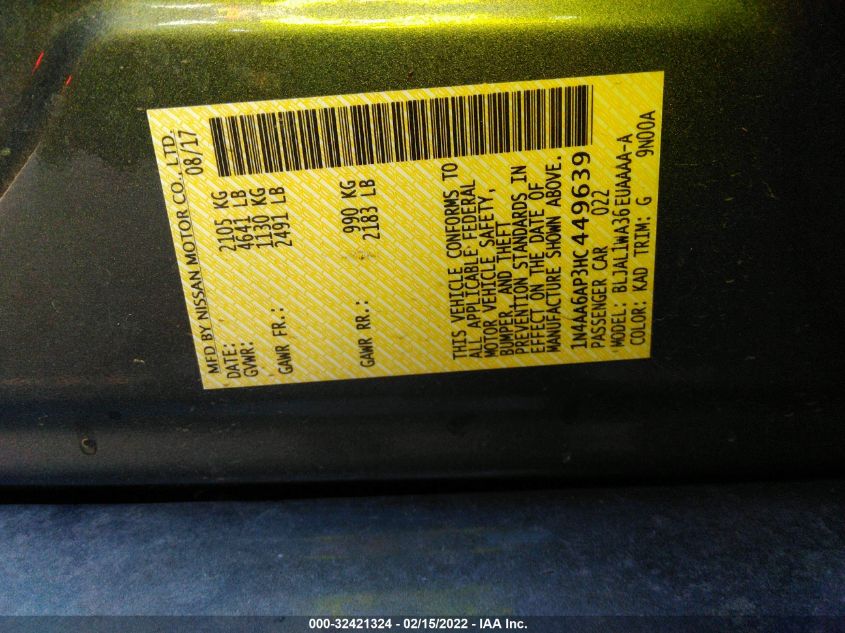 MFD BY NISSAN MOTOR CO., LTD.
DATE: 08/17
GVWR: 2105 KG
4641 LB
GAWR FR.: 1130 KG
2491 LB
GAWR RR.: 990 KG
2183 LB
THIS VEHICLE CONFORMS TO
ALL APPLICABLE FEDERAL
MOTOR VEHICLE SAFETY,
BUMPER, AND THEFT
PREVENTION STANDARDS IN
EFFECT ON THE DATE OF
MANUFACTURE SHOWN ABOVE.
1N4AA6AP3HC449639
PASSENGER CAR 022
MODEL: BLJALIWA36EUAAAA-A
COLOR: KAD TRIM: G 9N00A
000-32421324 - 02/15/2022 - IAA Inc.